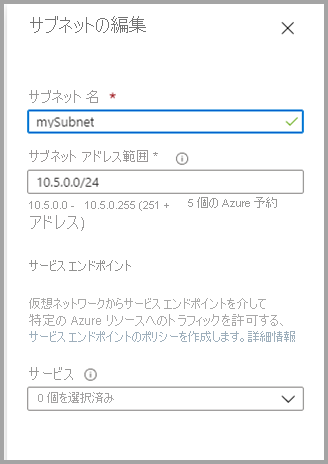 サブネットの編集
サブネット 名 *
mySubnet
サブネット アドレス範囲 *
10.5.0.0/24
10.5.0.0 - 10.5.0.255 (251 + 5 個の Azure 予約
アドレス)
サービスエンドポイント
仮想ネットワークからサービスエンドポイントを介して
特定の Azure リソースへのトラフィックを許可する、
サービスエンドポイントのポリシーを作成します。詳細情報
サービス
0 個を選択済み